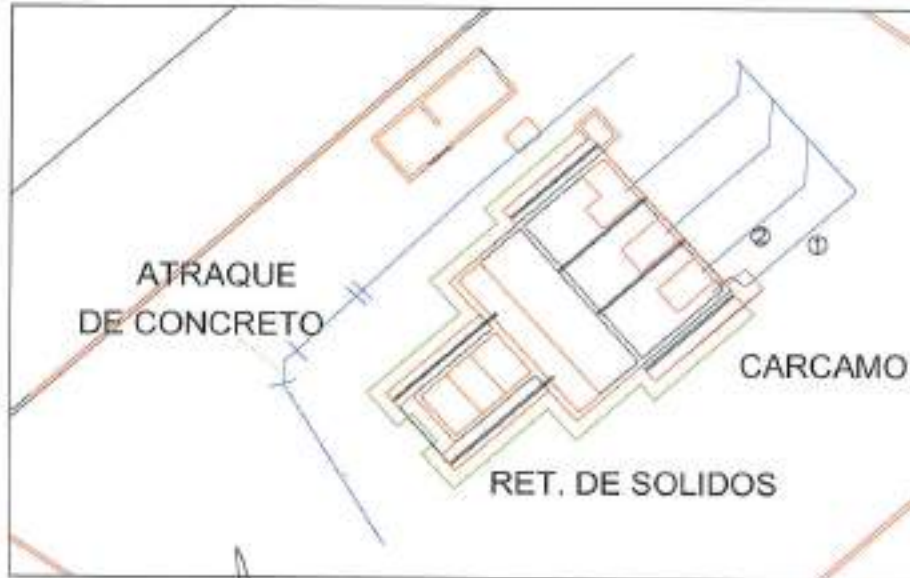 ATRAQUE
DE CONCRETO
②
①
CARCAMO
RET. DE SOLIDOS